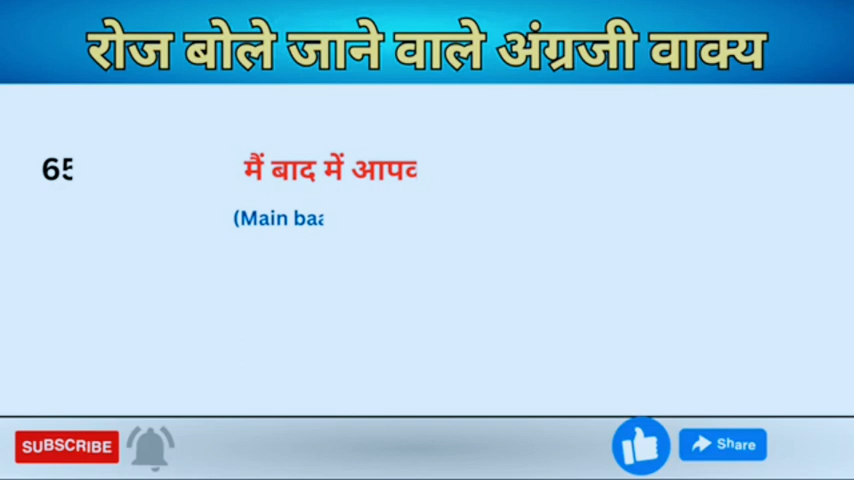 रोज बोले जाने वाले अंग्रजी वाक्य
65 मैं बाद में
(Main
SUBSCRIBE
Share